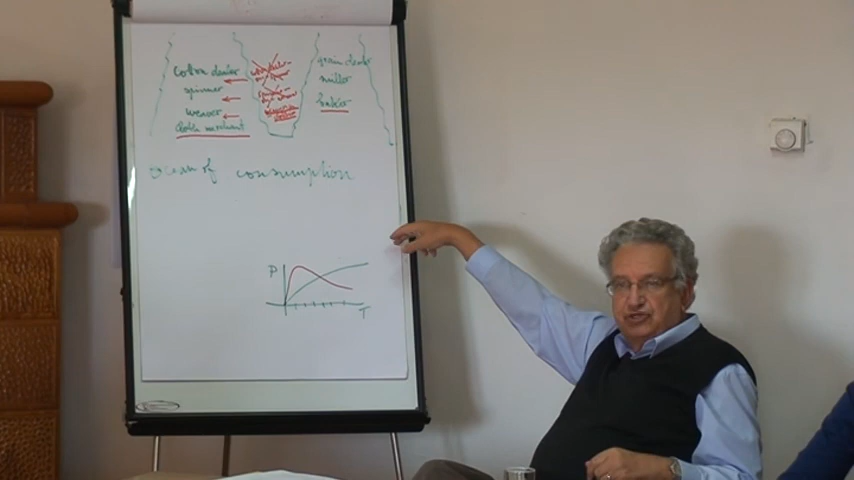 cotton dealer
spinner
weaver
cloth merchant
grain dealer
miller
baker
ocean of consumption
P
T